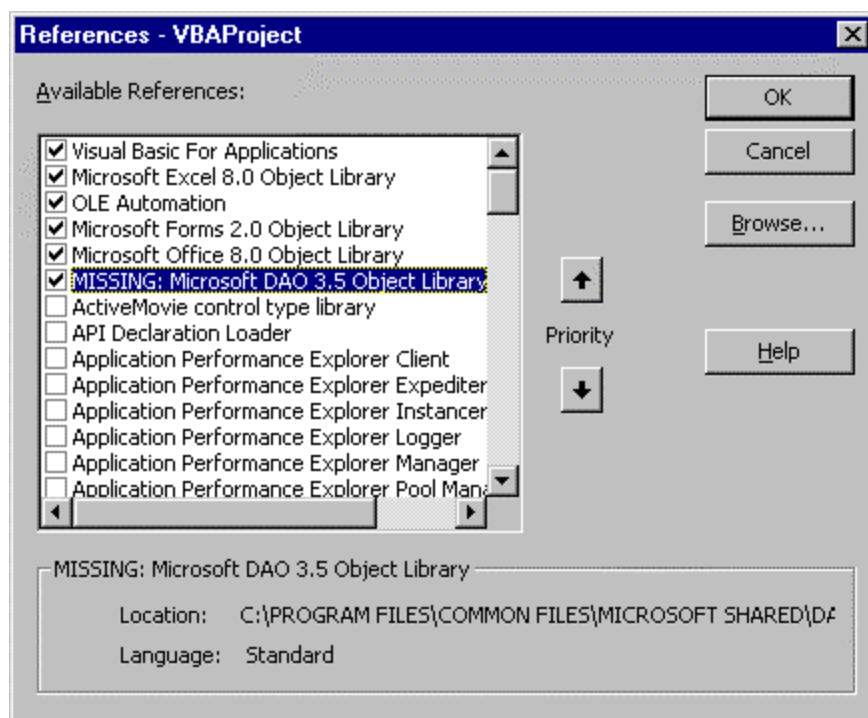 References - VBAProject
Available References:
OK
Cancel
Browse...
Help
Visual Basic For Applications
Microsoft Excel 8.0 Object Library
OLE Automation
Microsoft Forms 2.0 Object Library
Microsoft Office 8.0 Object Library
MISSING: Microsoft DAO 3.5 Object Library
ActiveMovie control type library
API Declaration Loader
Application Performance Explorer Client
Application Performance Explorer Expediter
Application Performance Explorer Instancer
Application Performance Explorer Logger
Application Performance Explorer Manager
Application Performance Explorer Pool Mana
Priority
MISSING: Microsoft DAO 3.5 Object Library
Location: C:\PROGRAM FILES\COMMON FILES\MICROSOFT SHARED\DA
Language: Standard